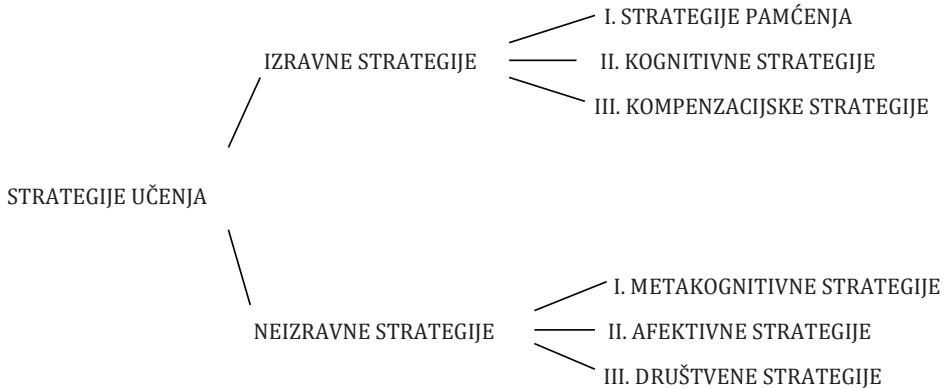 I. STRATEGIJE PAMĆENJA
IZRAVNE STRATEGIJE
II. KOGNITIVNE STRATEGIJE
III. KOMPENZACIJSKE STRATEGIJE
STRATEGIJE UČENJA
I. METAKOGNITIVNE STRATEGIJE
NEIZRAVNE STRATEGIJE
II. AFEKTIVNE STRATEGIJE
III. DRUŠTVENE STRATEGIJE